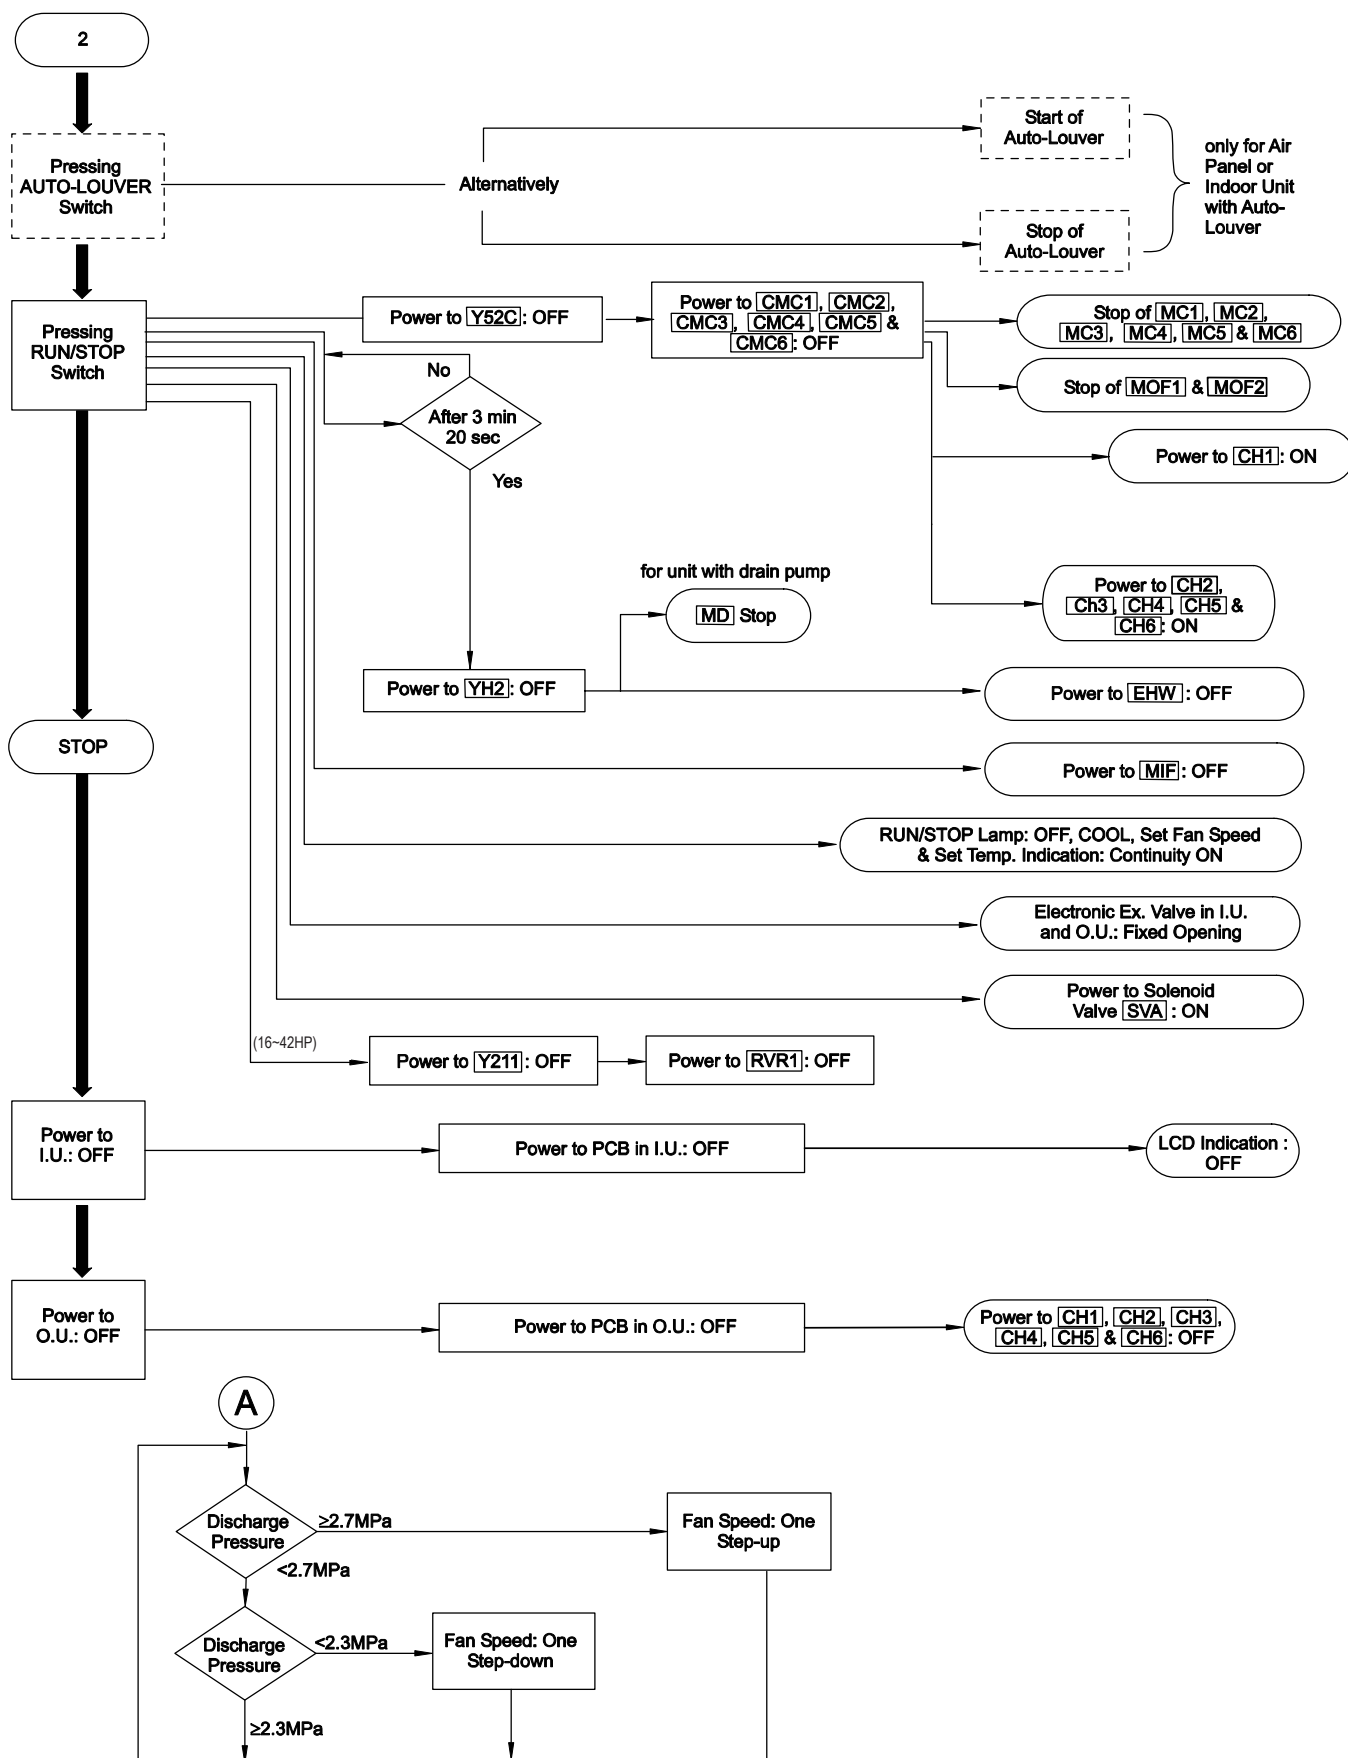 2
Pressing
AUTO-LOUVER
Switch
Alternatively
Start of
Auto-Louver
Stop of
Auto-Louver
only for Air
Panel or
Indoor Unit
with Auto-
Louver
Pressing
RUN/STOP
Switch
Power to Y52C : OFF
Power to CMC1 , CMC2 ,
CMC3 , CMC4 , CMC5 &
CMC6 : OFF
Stop of MC1 , MC2 ,
MC3 , MC4 , MC5 & MC6
Stop of MOF1 & MOF2
No
After 3 min
20 sec
Yes
Power to CH1 : ON
for unit with drain pump
MD Stop
Power to CH2 ,
Ch3 , CH4 , CH5 &
CH6 : ON
Power to YH2 : OFF
Power to EHW : OFF
STOP
Power to MIF : OFF
RUN/STOP Lamp: OFF, COOL, Set Fan Speed
& Set Temp. Indication: Continuity ON
Electronic Ex. Valve in I.U.
and O.U.: Fixed Opening
Power to Solenoid
Valve SVA : ON
(16~42HP)
Power to Y211 : OFF
Power to RVR1 : OFF
Power to
I.U.: OFF
Power to PCB in I.U.: OFF
LCD Indication :
OFF
Power to
O.U.: OFF
Power to PCB in O.U.: OFF
Power to CH1 , CH2 , CH3 ,
CH4 , CH5 & CH6 : OFF
A
Discharge
Pressure
≥2.7MPa
Fan Speed: One
Step-up
<2.7MPa
Discharge
Pressure
<2.3MPa
Fan Speed: One
Step-down
≥2.3MPa